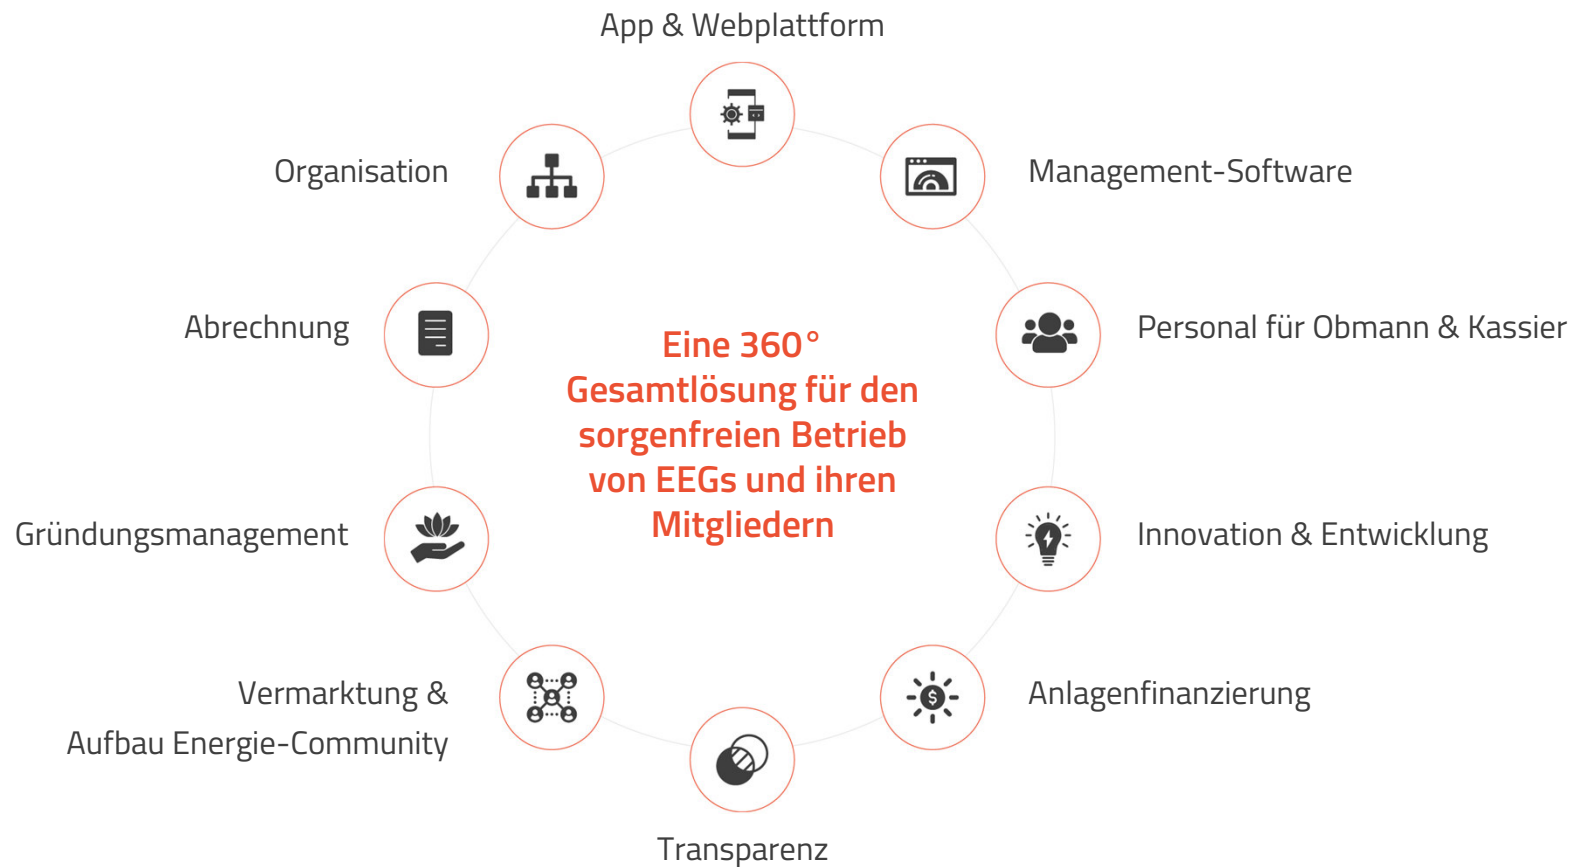 App & Webplattform
Organisation
Management-Software
Abrechnung
Personal für Obmann & Kassier
Eine 360°
Gesamtlösung für den
sorgenfreien Betrieb
von EEGs und ihren
Mitgliedern
Gründungsmanagement
Innovation & Entwicklung
Vermarktung &
Aufbau Energie-Community
Anlagenfinanzierung
Transparenz